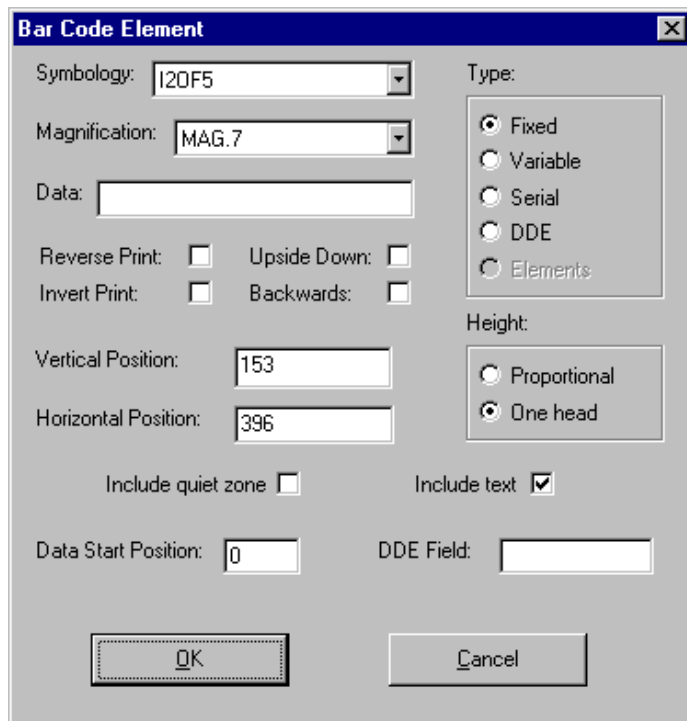 Bar Code Element
Symbology: I2OF5
Type:
Magnification: MAG.7
Fixed
Variable
Data:
Serial
DDE
Reverse Print: Upside Down:
Elements
Invert Print: Backwards:
Height:
Vertical Position: 153
Proportional
Horizontal Position: 396
One head
Include quiet zone Include text
Data Start Position: 0 DDE Field:
OK Cancel